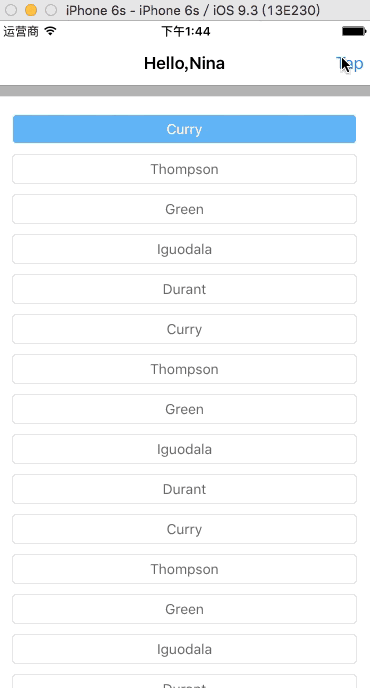 iPhone 6s - iPhone 6s / iOS 9.3 (13E230)
运营商 下午1:44
Hello,Nina Tap
Curry
Thompson
Green
Iguodala
Durant
Curry
Thompson
Green
Iguodala
Durant
Curry
Thompson
Green
Iguodala
Durant